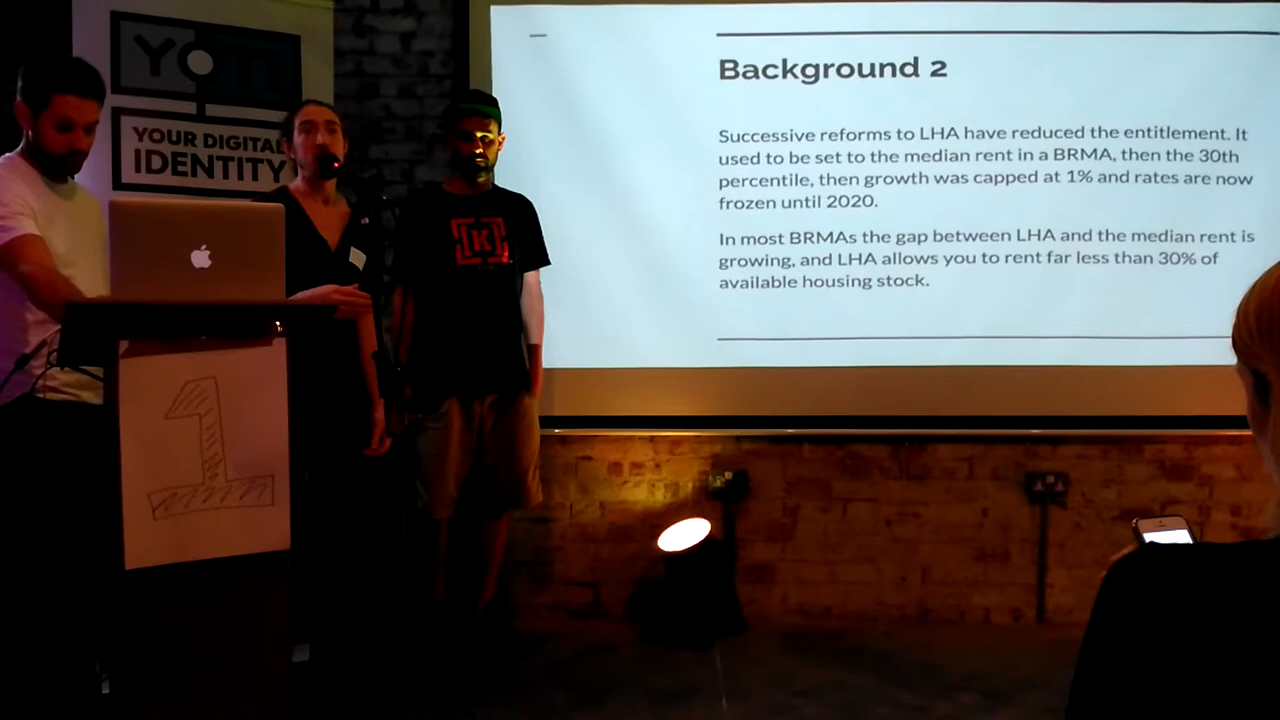 YOTI
YOUR DIGITAL
IDENTITY
[K]
1
Background 2
Successive reforms to LHA have reduced the entitlement. It
used to be set to the median rent in a BRMA, then the 30th
percentile, then growth was capped at 1% and rates are now
frozen until 2020.
In most BRMAs the gap between LHA and the median rent is
growing, and LHA allows you to rent far less than 30% of
available housing stock.